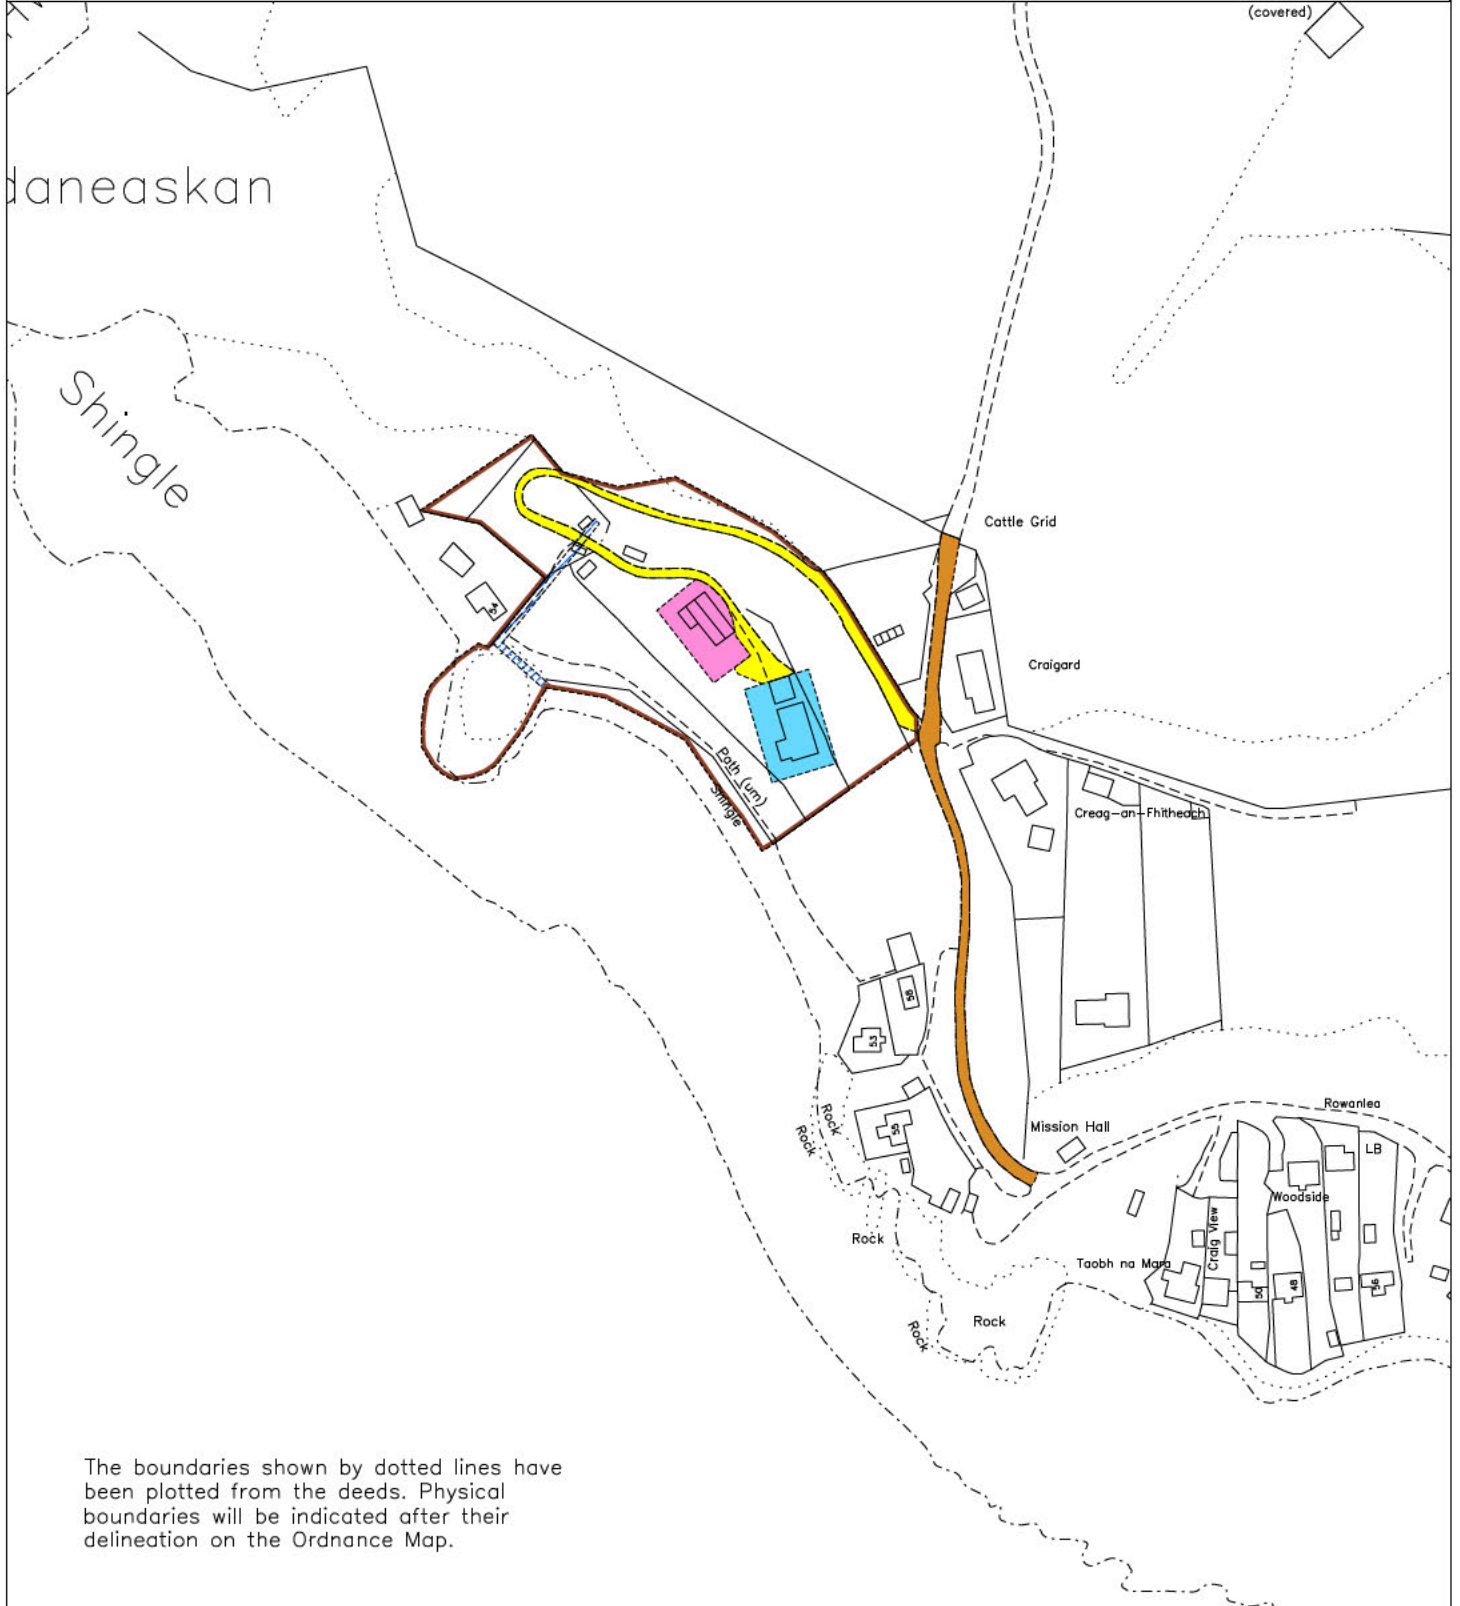 (covered)
daneaskan
Shingle
Cattle Grid
54
Craigard
Path (um)
Shingle
Creag-an-Fhitheach
58
53
Rock
Rock
55
Mission Hall
Rowanlea
LB
Woodside
Craig View
Rock
Taobh na Mara
50
48
56
Rock
Rock
The boundaries shown by dotted lines have
been plotted from the deeds. Physical
boundaries will be indicated after their
delineation on the Ordnance Map.